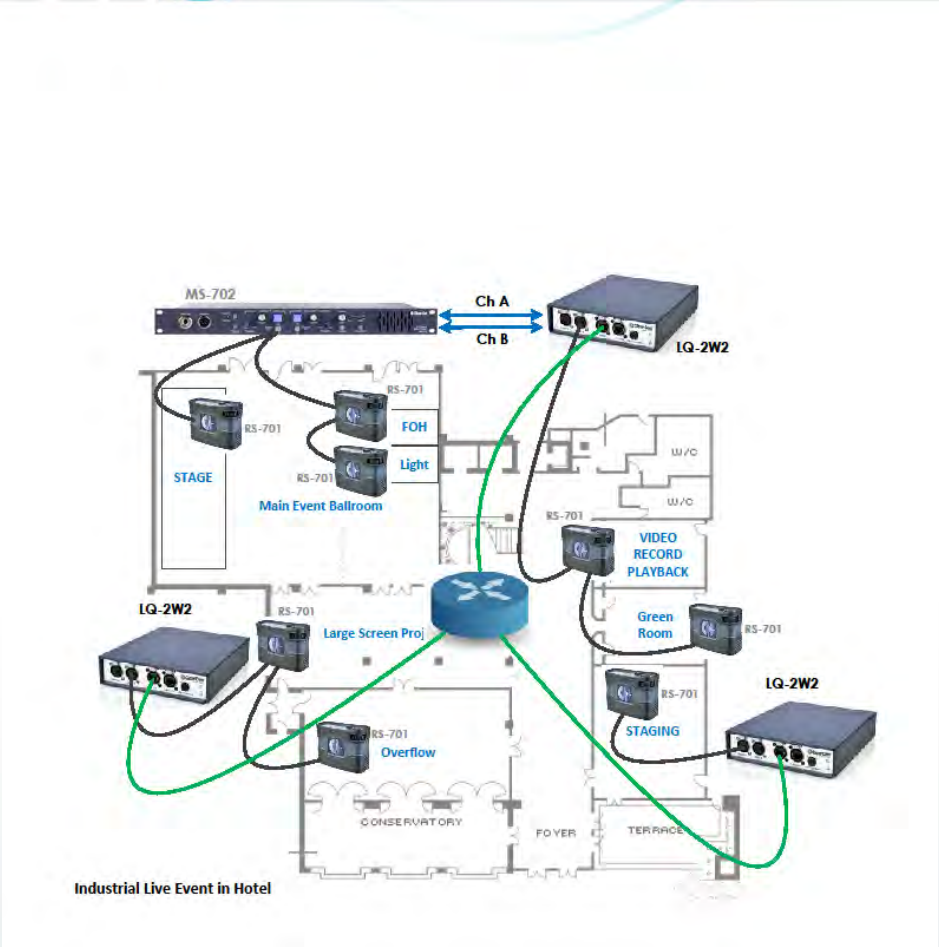 MS-702
Ch A
Ch B
LQ-2W2
RS-701
RS-701
FOH
RS-701
Light
STAGE
Main Event Ballroom
W/C
W/C
RS-701
VIDEO
RECORD
PLAYBACK
LQ-2W2
RS-701
Large Screen Proj
Green
Room
RS-701
RS-701
LQ-2W2
STAGING
RS-701
Overflow
CONSERVATORY
FOYER
TERRACE
Industrial Live Event in Hotel